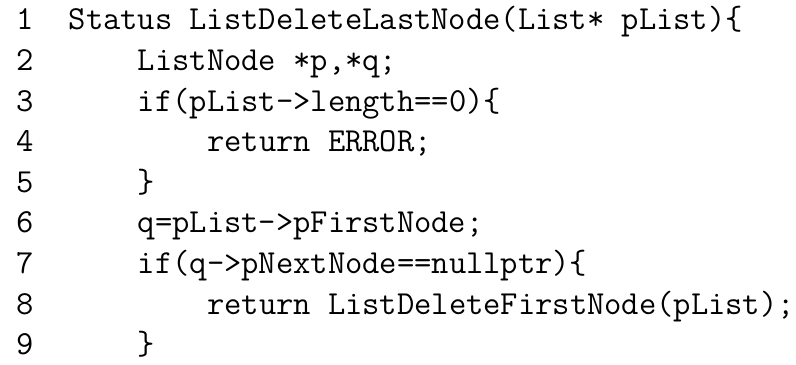 1 Status ListDeleteLastNode(List* pList){
2     ListNode *p,*q;
3     if(pList->length==0){
4         return ERROR;
5     }
6     q=pList->pFirstNode;
7     if(q->pNextNode==nullptr){
8         return ListDeleteFirstNode(pList);
9     }